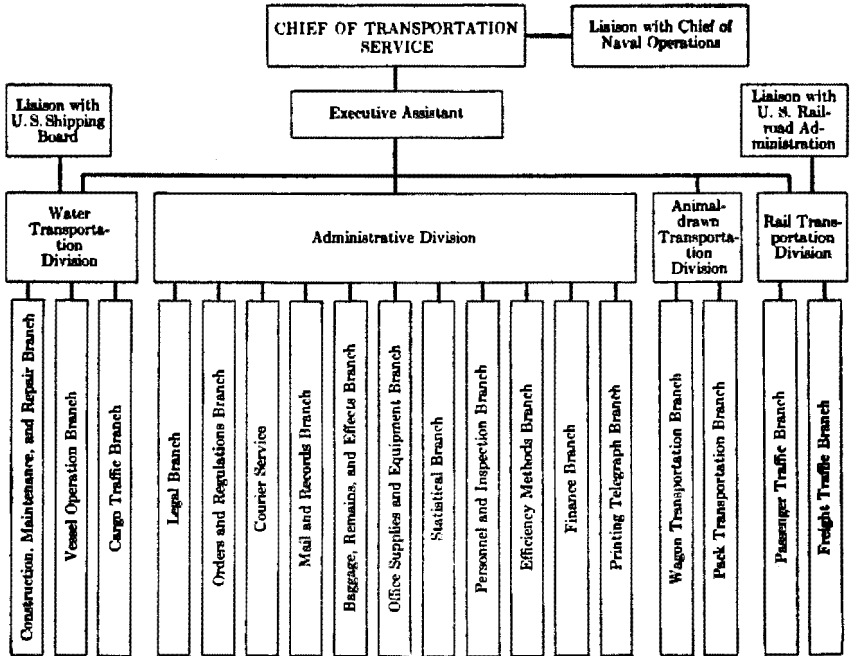 CHIEF OF TRANSPORTATION
SERVICE
Liaison with Chief of
Naval Operations
Liaison with
U. S. Shipping
Board
Executive Assistant
Liaison with
U. S. Rail-
road Ad-
ministration
Water
Transporta-
tion
Division
Administrative Division
Animal-
drawn
Transporta-
tion
Division
Rail Trans-
portation
Division
Construction, Maintenance, and Repair Branch
Vessel Operation Branch
Cargo Traffic Branch
Legal Branch
Orders and Regulations Branch
Courier Service
Mail and Records Branch
Baggage, Remains, and Effects Branch
Office Supplies and Equipment Branch
Statistical Branch
Personnel and Inspection Branch
Efficiency Methods Branch
Finance Branch
Printing Telegraph Branch
Wagon Transportation Branch
Pack Transportation Branch
Passenger Traffic Branch
Freight Traffic Branch